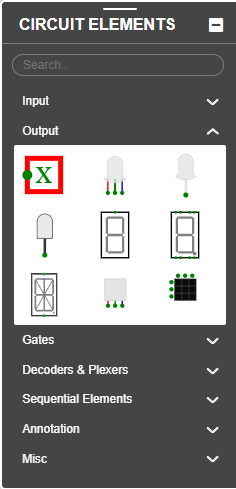 CIRCUIT ELEMENTS
Search..
Input
Output
X
Gates
Decoders & Plexers
Sequential Elements
Annotation
Misc